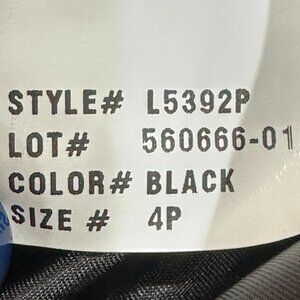 STYLE# L5392P
LOT# 560666-01
COLOR# BLACK
SIZE # 4P